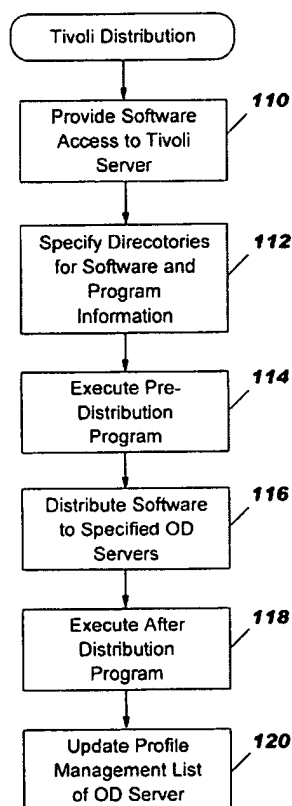 Tivoli Distribution
110
Provide Software
Access to Tivoli
Server
112
Specify Direcotories
for Software and
Program
Information
114
Execute Pre-
Distribution
Program
116
Distribute Software
to Specified OD
Servers
118
Execute After
Distribution
Program
120
Update Profile
Management List
of OD Server